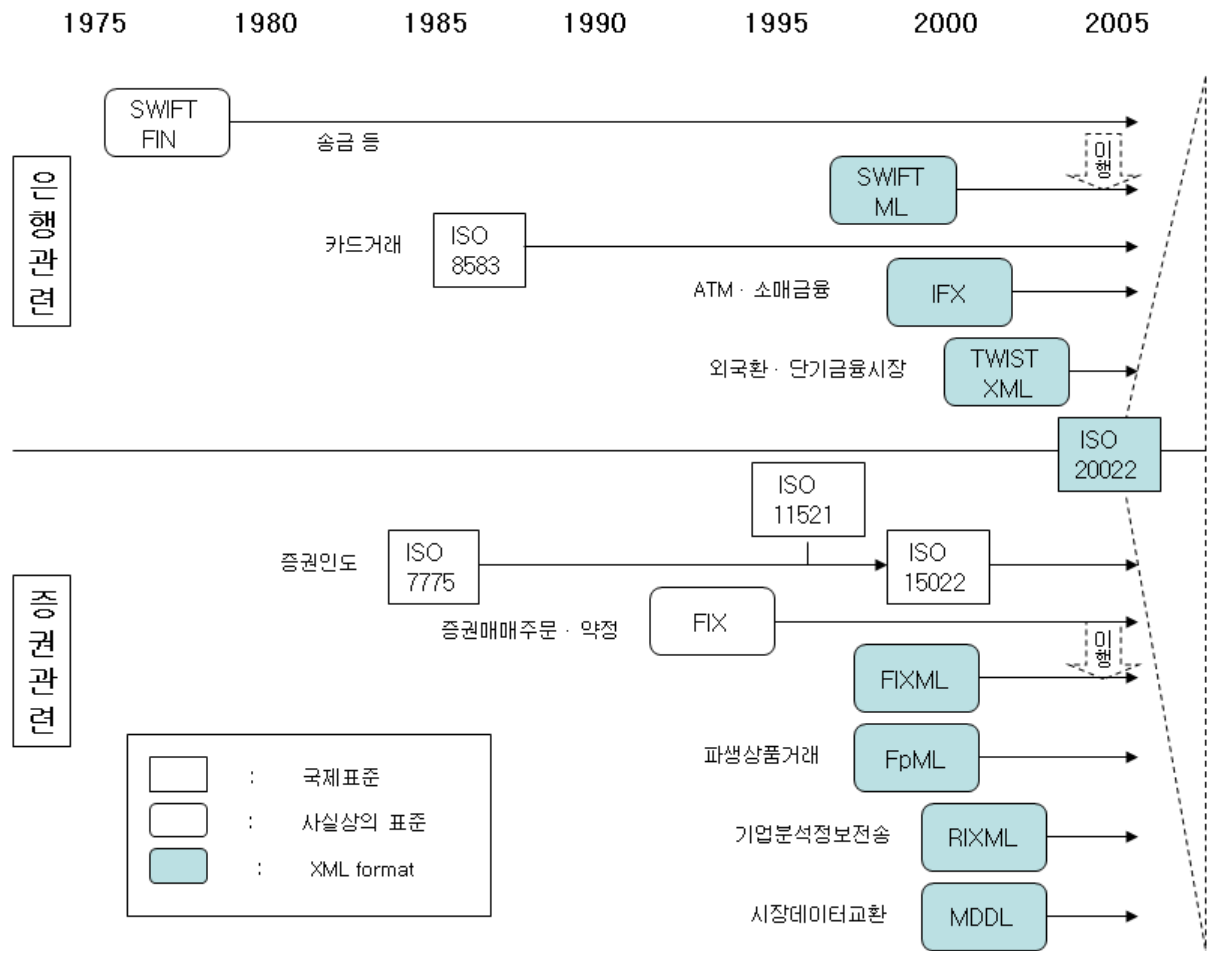 1975 1980 1985 1990 1995 2000 2005
SWIFT
FIN
송금 등
이
행
은
행
관
련
SWIFT
ML
카드거래
ISO
8583
ATM · 소매금융
IFX
외국환 · 단기금융시장
TWIST
XML
ISO
20022
ISO
11521
증권인도
ISO
7775
ISO
15022
증
권
관
련
증권매매주문 · 약정
FIX
이
행
FIXML
파생상품거래
FpML
기업분석정보전송
RIXML
시장데이터교환
MDDL
: 국제표준
: 사실상의 표준
: XML format